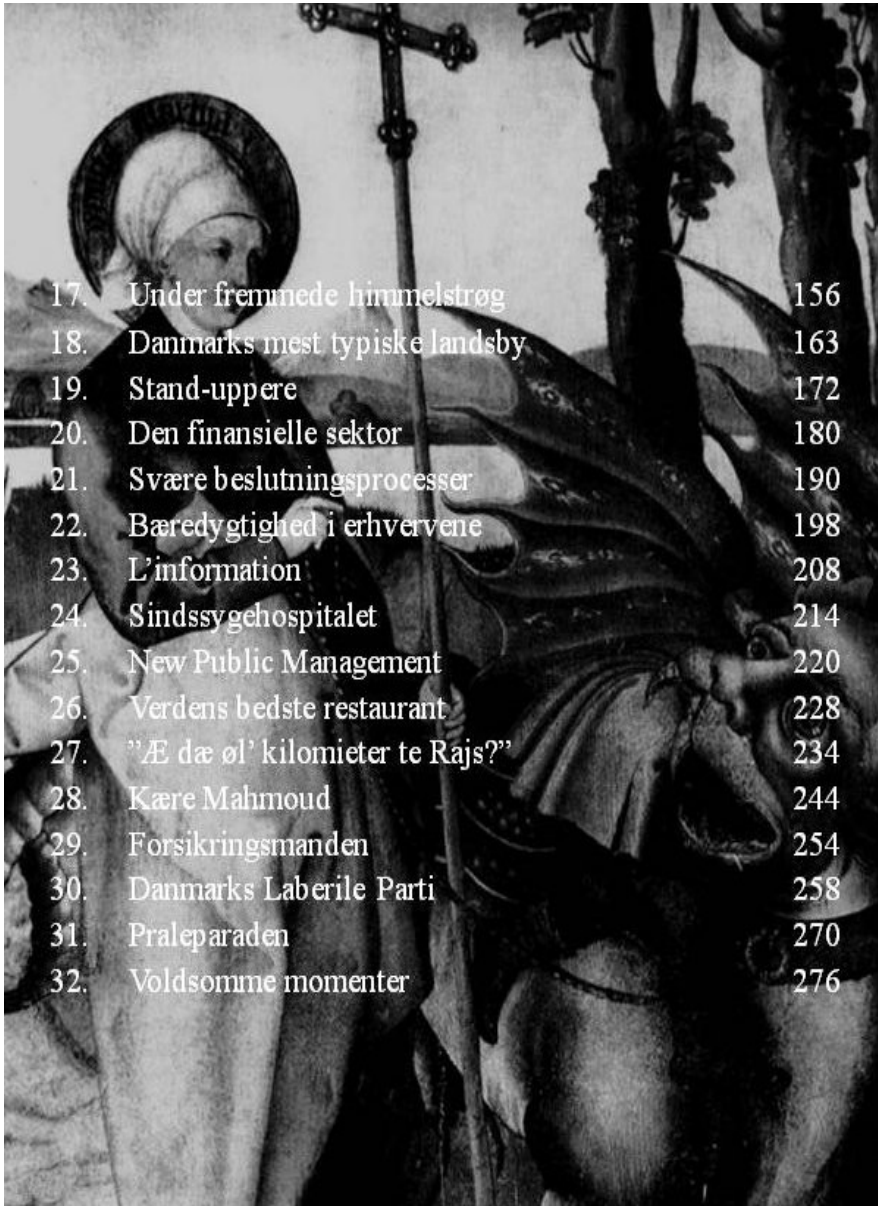 17. Under fremmede himmelstrøg 156
18. Danmarks mest typiske landsby 163
19. Stand-uppere 172
20. Den finansielle sektor 180
21. Svære beslutningsprocesser 190
22. Bæredygtighed i erhvervene 198
23. L’information 208
24. Sindssygehospitalet 214
25. New Public Management 220
26. Verdens bedste restaurant 228
27. ”Æ dæ øl’ kilomieter te Rajs?” 234
28. Kære Mahmoud 244
29. Forsikringsmanden 254
30. Danmarks Laberile Parti 258
31. Praleparaden 270
32. Voldsomme momenter 276